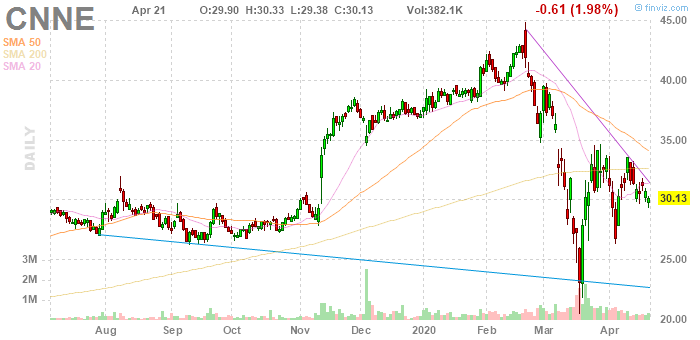 CNNE
Apr 21 O:29.90 H:30.33 L:29.38 C:30.13 Vol:382.1K -0.61 (1.98%)
© finviz.com
SMA 50
SMA 200
SMA 20
DAILY
45.00
40.00
35.00
30.13
25.00
20.00
3M
2M
1M
Aug Sep Oct Nov Dec 2020 Feb Mar Apr